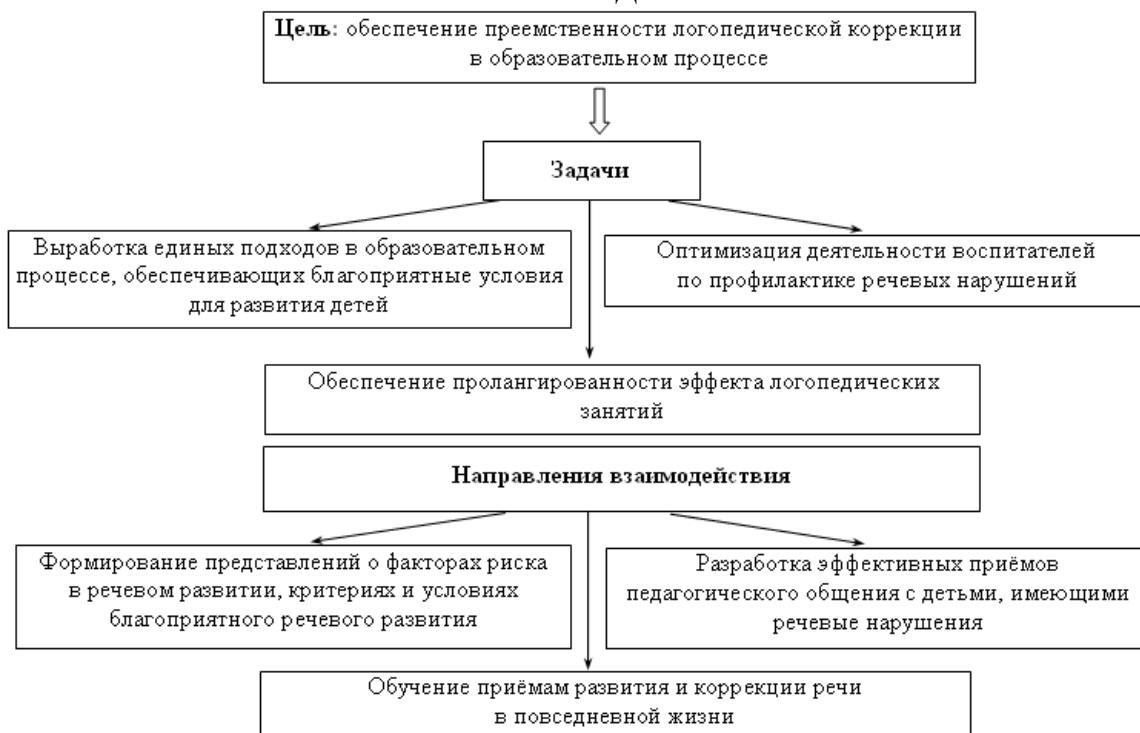 Цель: обеспечение преемственности логопедической коррекции
в образовательном процессе
Задачи
Выработка единых подходов в образовательном
процессе, обеспечивающих благоприятные условия
для развития детей
Оптимизация деятельности воспитателей
по профилактике речевых нарушений
Обеспечение пролангированности эффекта логопедических
занятий
Направления взаимодействия
Формирование представлений о факторах риска
в речевом развитии, критериях и условиях
благоприятного речевого развития
Разработка эффективных приёмов
педагогического общения с детьми, имеющими
речевые нарушения
Обучение приёмам развития и коррекции речи
в повседневной жизни